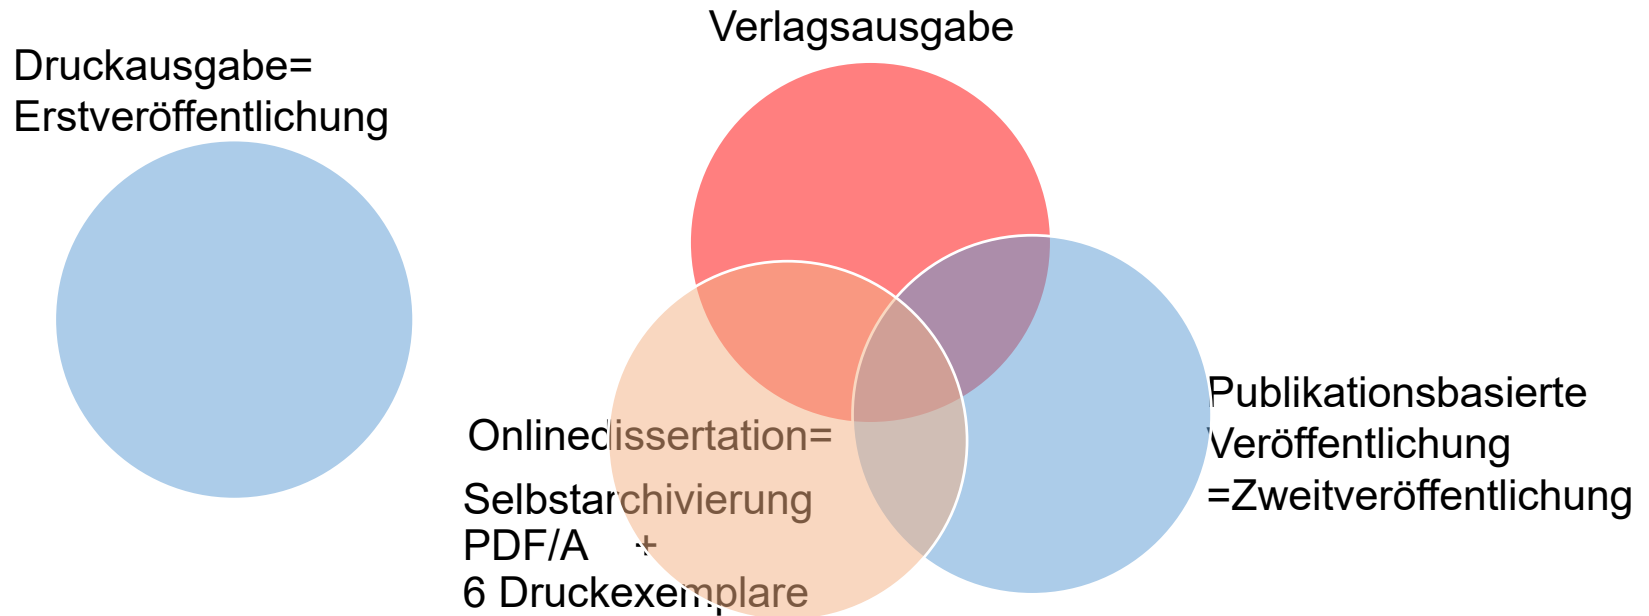 Druckausgabe=
Erstveröffentlichung
Verlagsausgabe
Onlinedissertation=
Selbstarchivierung
PDF/A +
6 Druckexemplare
Publikationsbasierte
Veröffentlichung
=Zweitveröffentlichung